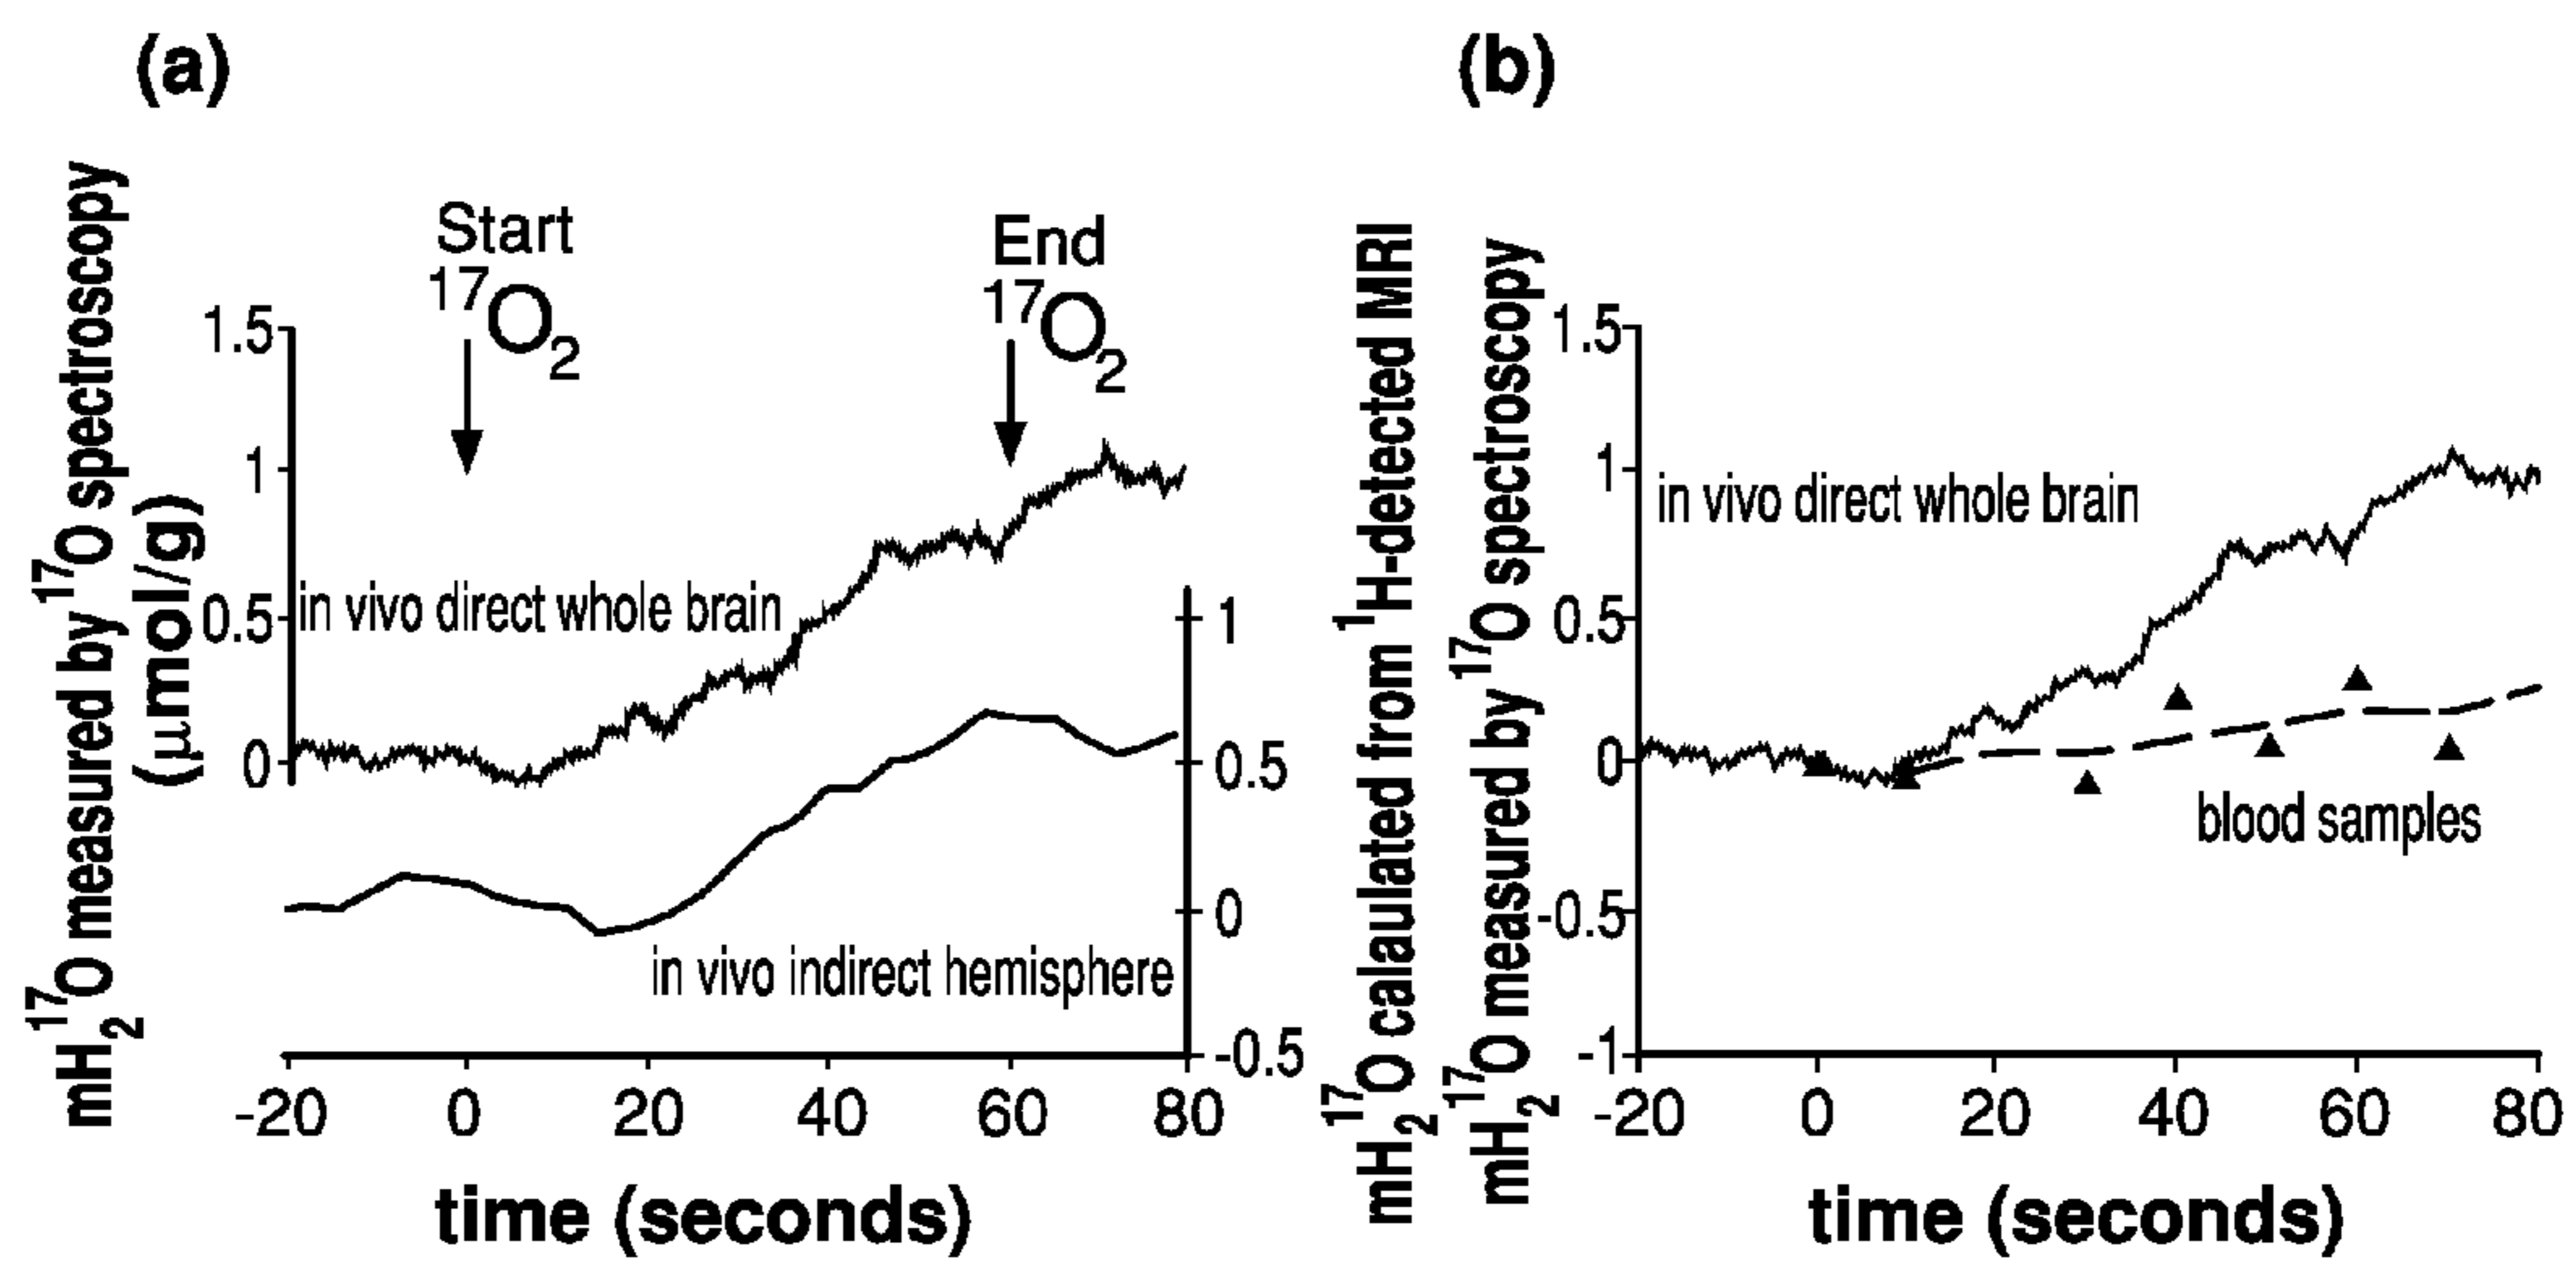 (a)
mH₂¹⁷O measured by ¹⁷O spectroscopy
(μmol/g)
Start
¹⁷O₂
End
¹⁷O₂
1.5
1
0.5
0
in vivo direct whole brain
1
0.5
0
-0.5
in vivo indirect hemisphere
mH₂¹⁷O calaulated from ¹H-detected MRI
-20 0 20 40 60 80
time (seconds)
(b)
mH₂¹⁷O measured by ¹⁷O spectroscopy
1.5
1
0.5
0
-0.5
-1
in vivo direct whole brain
blood samples
-20 0 20 40 60 80
time (seconds)